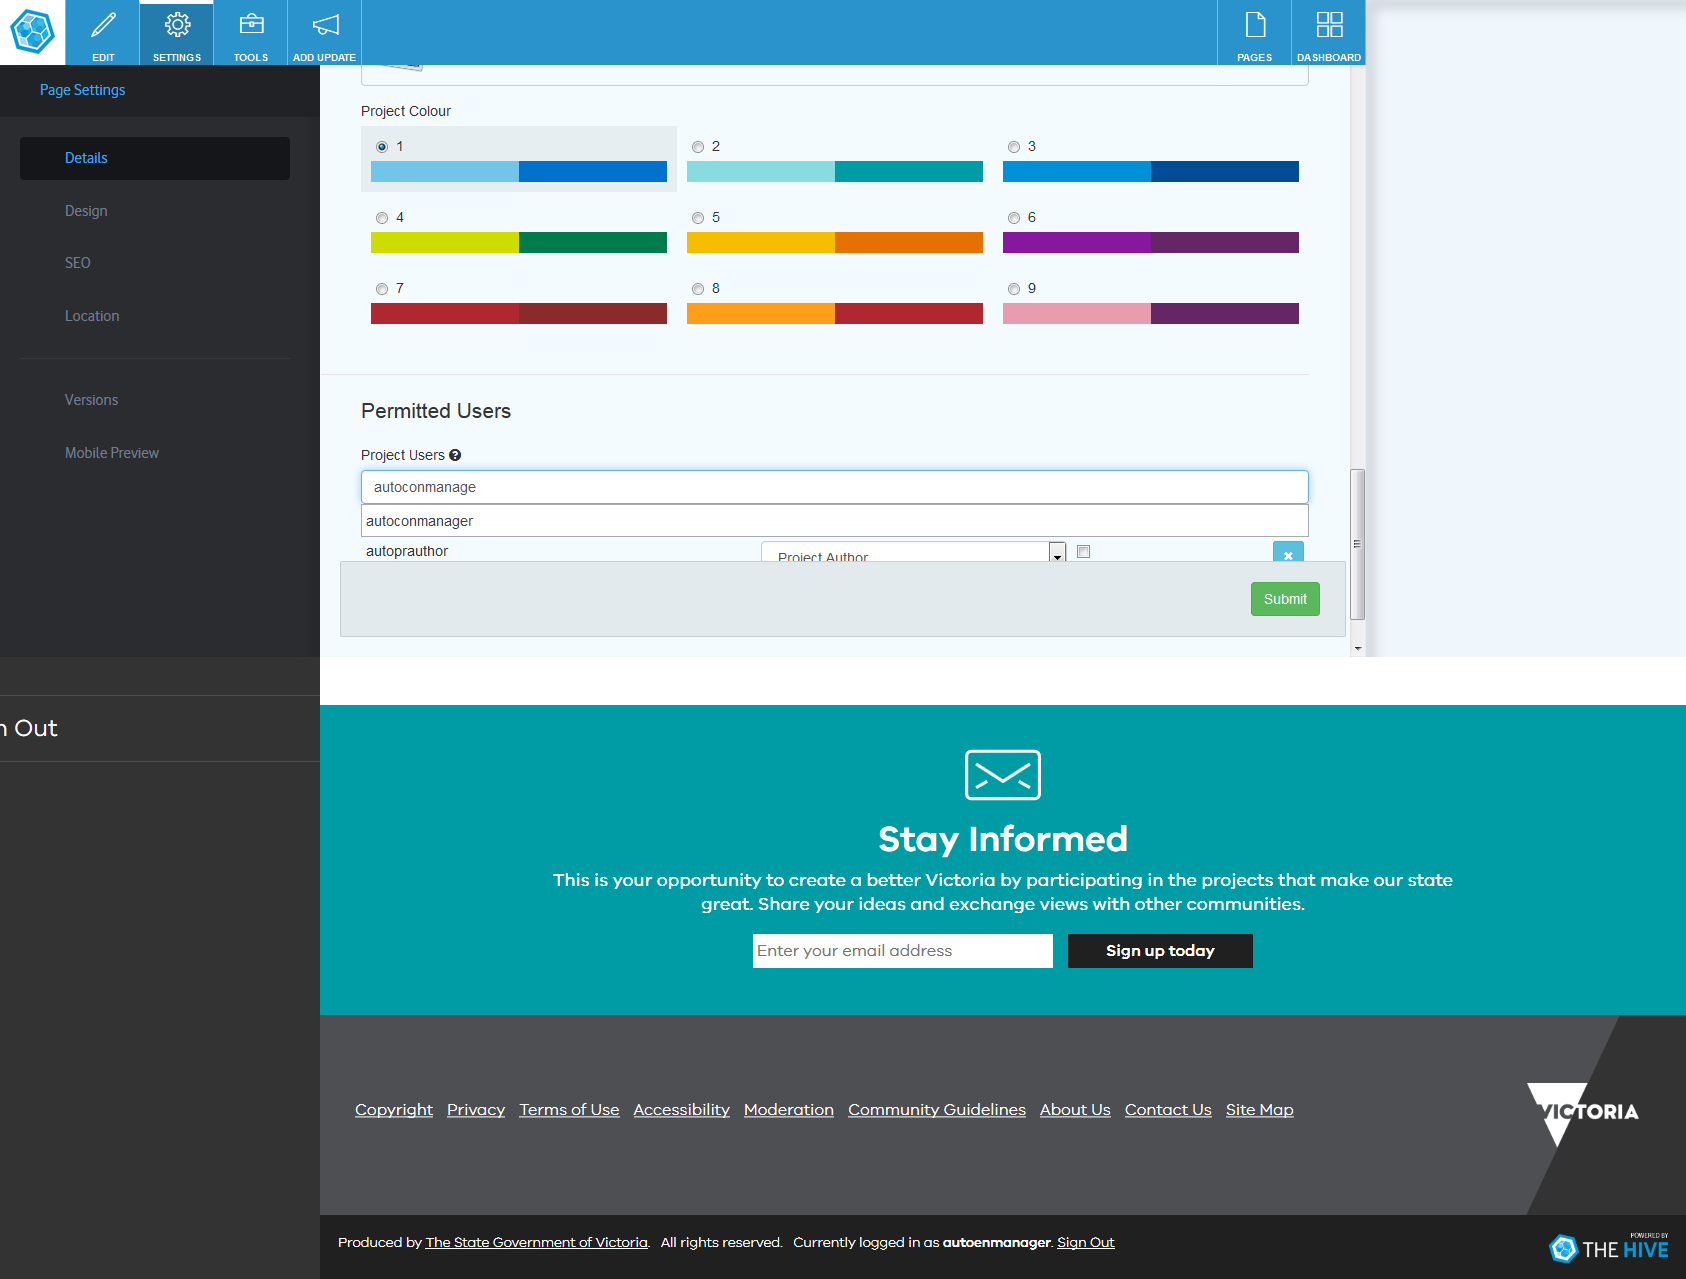 EDIT
SETTINGS
TOOLS
ADD UPDATE
PAGES
DASHBOARD
Page Settings
Details
Design
SEO
Location
Versions
Mobile Preview
Project Colour
1
2
3
4
5
6
7
8
9
Permitted Users
Project Users
autoconmanage
autoconmanager
autoprauthor
Project Author
Submit
n Out
Stay Informed
This is your opportunity to create a better Victoria by participating in the projects that make our state
great. Share your ideas and exchange views with other communities.
Enter your email address
Sign up today
Copyright Privacy Terms of Use Accessibility Moderation Community Guidelines About Us Contact Us Site Map
VICTORIA
Produced by The State Government of Victoria. All rights reserved. Currently logged in as autoenmanager. Sign Out
POWERED BY
THE HIVE